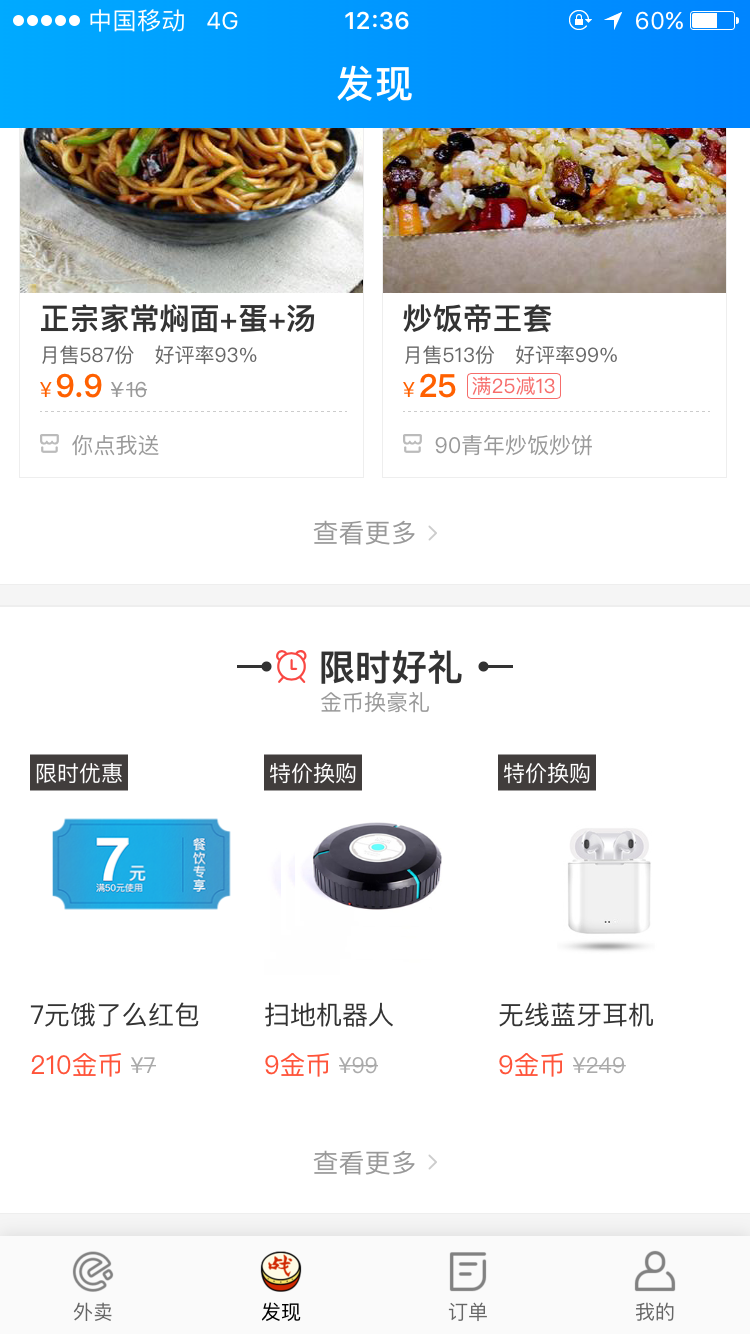 中国移动 4G 12:36 60%
发现
正宗家常焖面+蛋+汤
月售587份 好评率93%
¥9.9 ¥16
你点我送
炒饭帝王套
月售513份 好评率99%
¥25 满25减13
90青年炒饭炒饼
查看更多
限时好礼
金币换豪礼
限时优惠
7元
满50元使用
餐饮专享
7元饿了么红包
210金币 ¥7
特价换购
扫地机器人
9金币 ¥99
特价换购
无线蓝牙耳机
9金币 ¥249
查看更多
外卖
战
发现
订单
我的